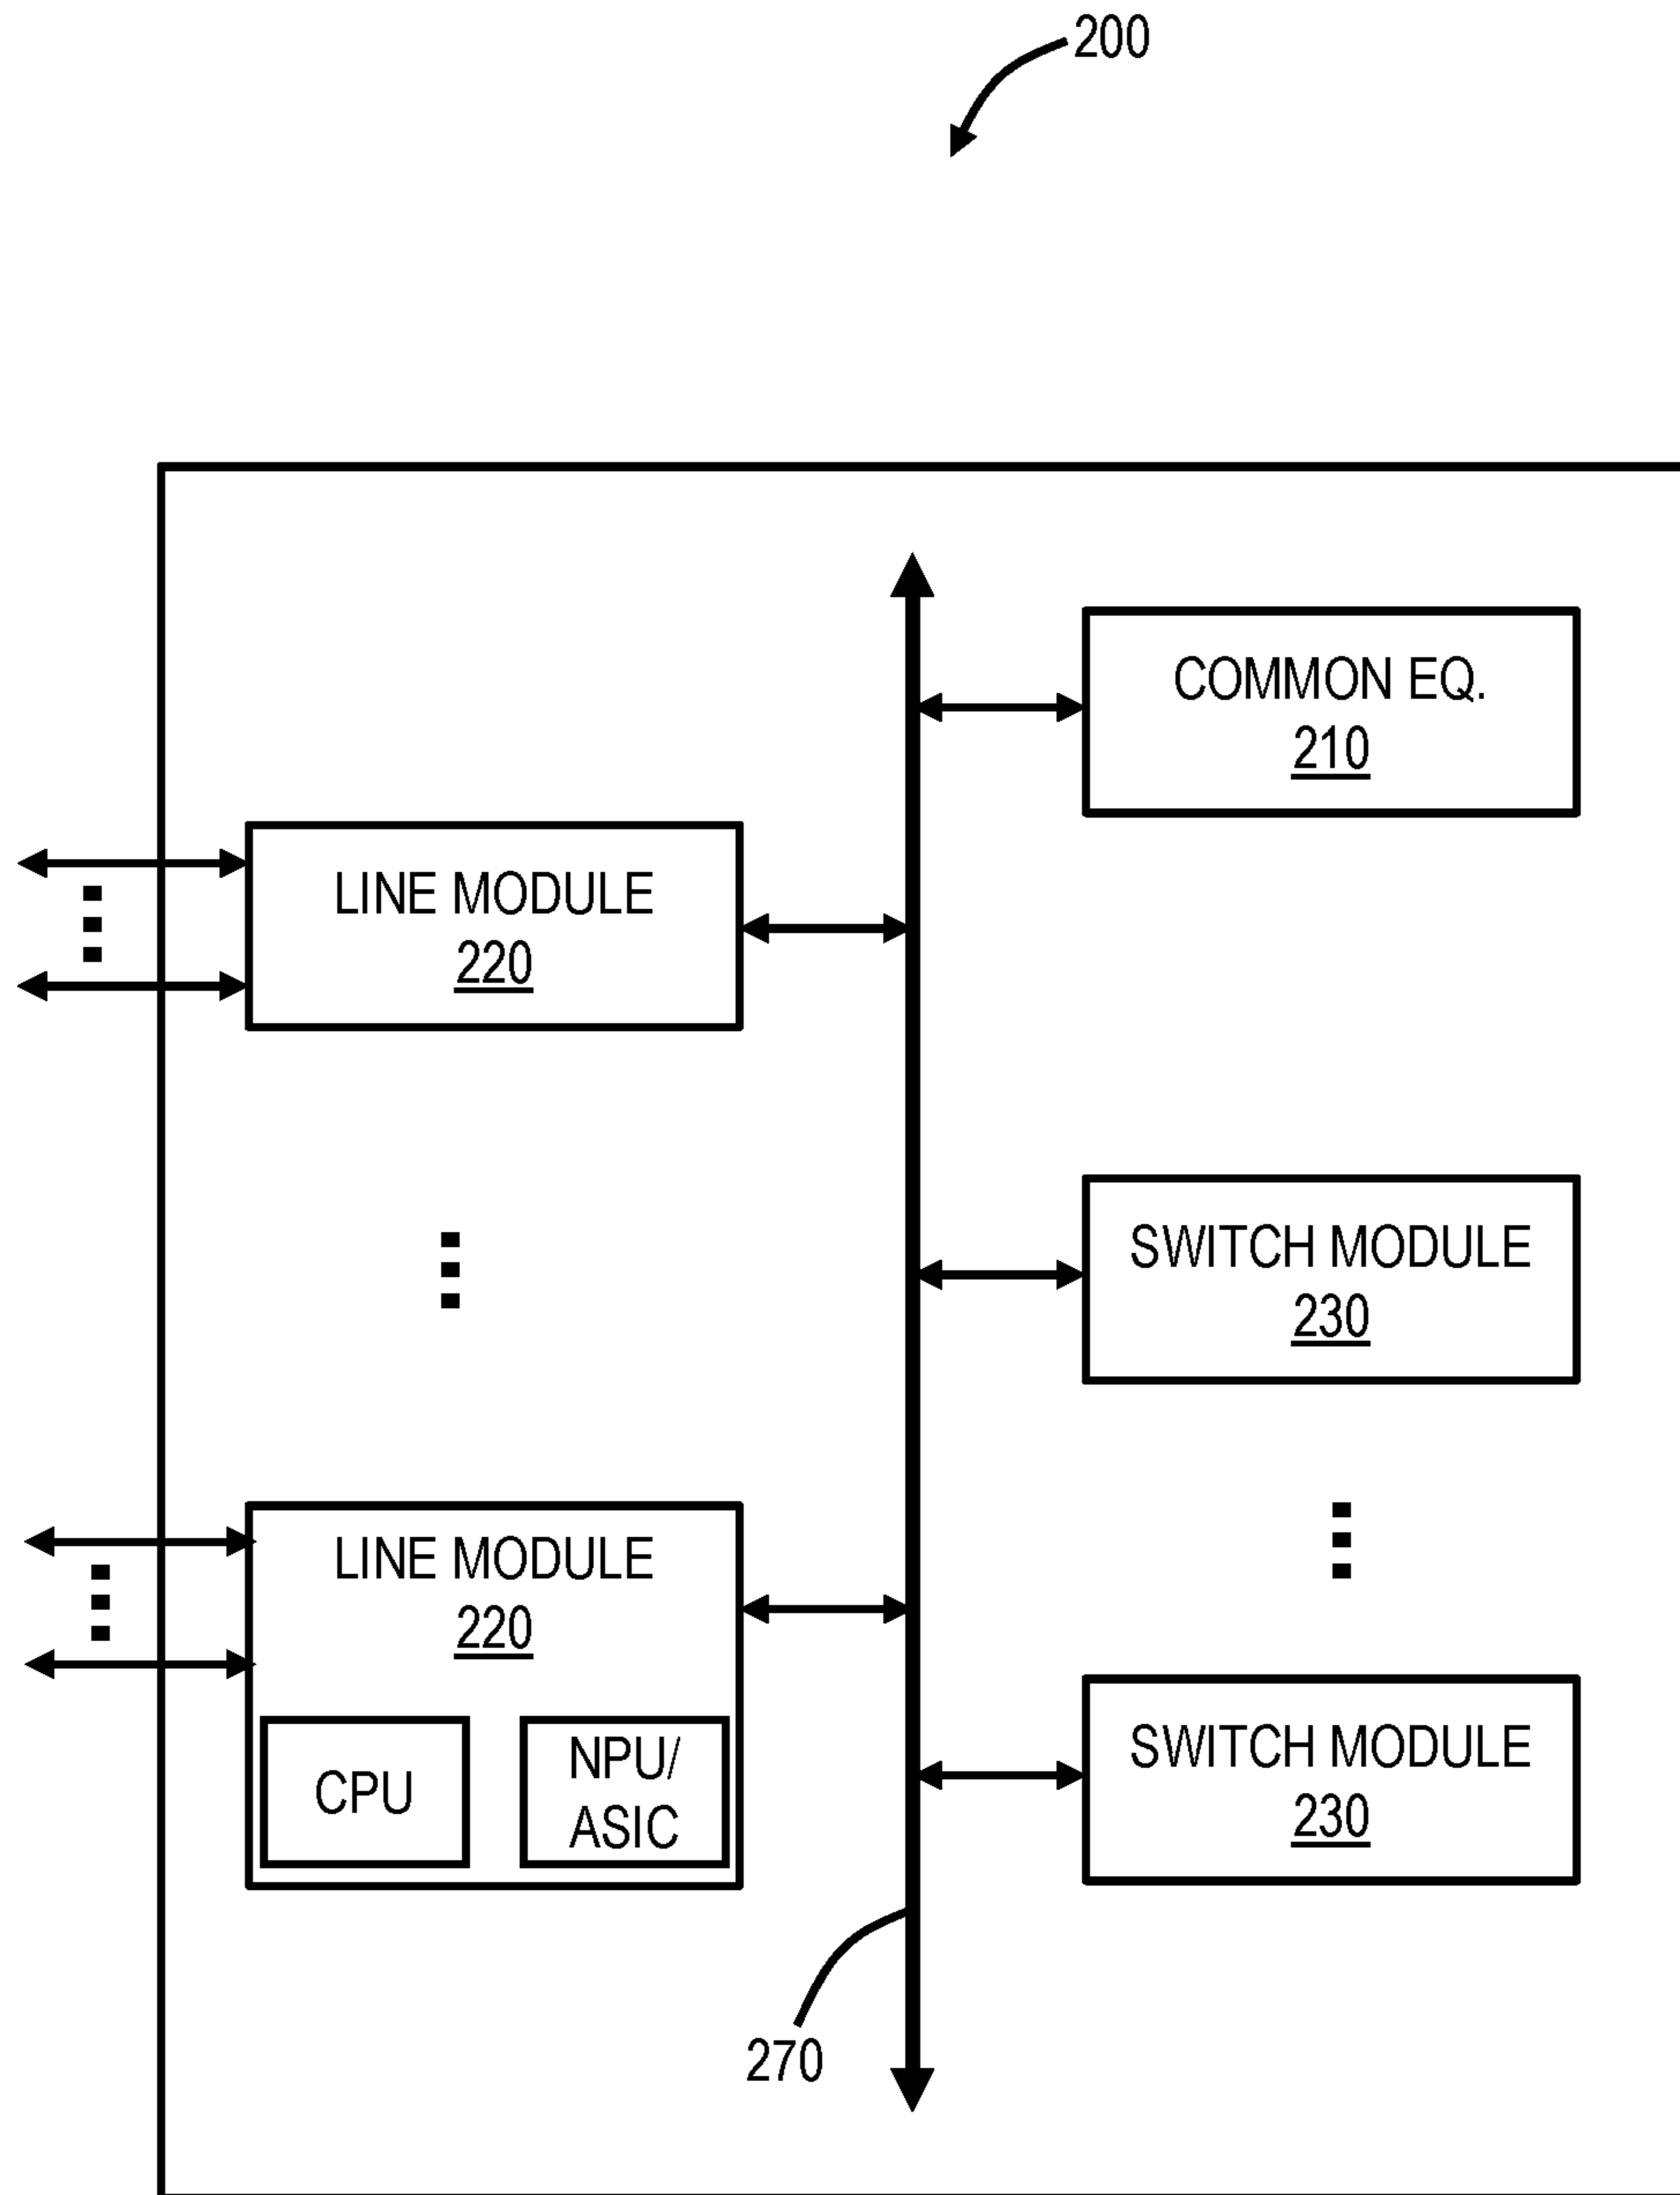 200
COMMON EQ.
210
LINE MODULE
220
SWITCH MODULE
230
LINE MODULE
220
CPU
NPU/
ASIC
SWITCH MODULE
230
270